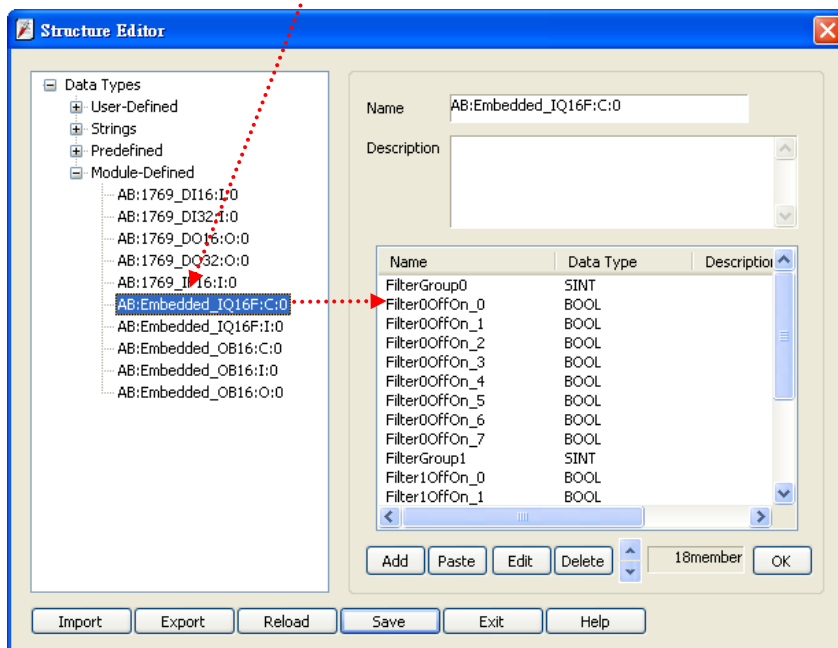 Structure Editor
Data Types
User-Defined
Strings
Predefined
Module-Defined
AB:1769_DI16:I:0
AB:1769_DI32:I:0
AB:1769_DO16:O:0
AB:1769_DO32:O:0
AB:1769_IF16:I:0
AB:Embedded_IQ16F:C:0
AB:Embedded_IQ16F:I:0
AB:Embedded_OB16:C:0
AB:Embedded_OB16:I:0
AB:Embedded_OB16:O:0
Name AB:Embedded_IQ16F:C:0
Description
Name Data Type Description
FilterGroup0 SINT
Filter0OffOn_0 BOOL
Filter0OffOn_1 BOOL
Filter0OffOn_2 BOOL
Filter0OffOn_3 BOOL
Filter0OffOn_4 BOOL
Filter0OffOn_5 BOOL
Filter0OffOn_6 BOOL
Filter0OffOn_7 BOOL
FilterGroup1 SINT
Filter1OffOn_0 BOOL
Filter1OffOn_1 BOOL
Add Paste Edit Delete 18member OK
Import Export Reload Save Exit Help